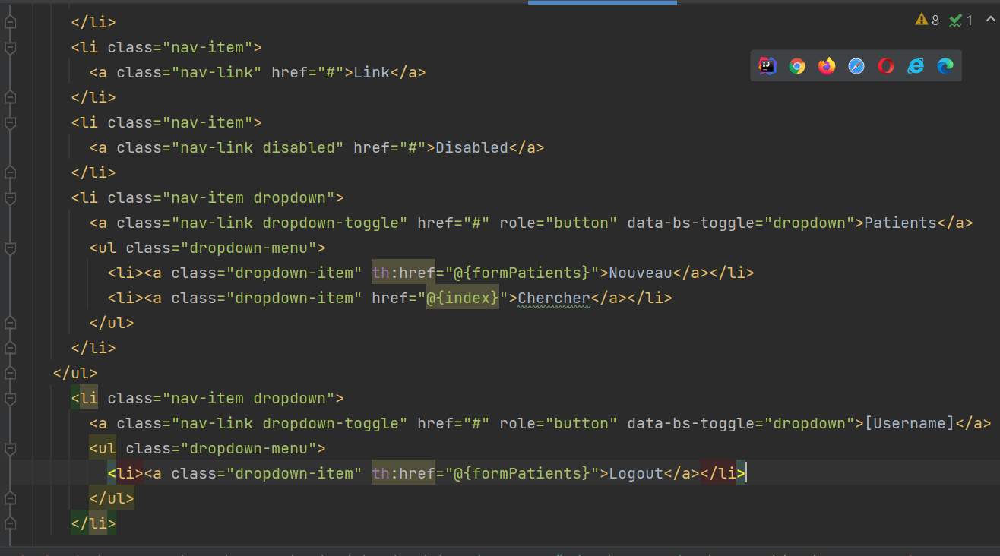 8 1
</li>
<li class="nav-item">
<a class="nav-link" href="#">Link</a>
</li>
<li class="nav-item">
<a class="nav-link disabled" href="#">Disabled</a>
</li>
<li class="nav-item dropdown">
<a class="nav-link dropdown-toggle" href="#" role="button" data-bs-toggle="dropdown">Patients</a>
<ul class="dropdown-menu">
<li><a class="dropdown-item" th:href="@{formPatients}">Nouveau</a></li>
<li><a class="dropdown-item" href="@{index}">Chercher</a></li>
</ul>
</li>
</ul>
<li class="nav-item dropdown">
<a class="nav-link dropdown-toggle" href="#" role="button" data-bs-toggle="dropdown">[Username]</a>
<ul class="dropdown-menu">
<li><a class="dropdown-item" th:href="@{formPatients}">Logout</a></li>
</ul>
</li>